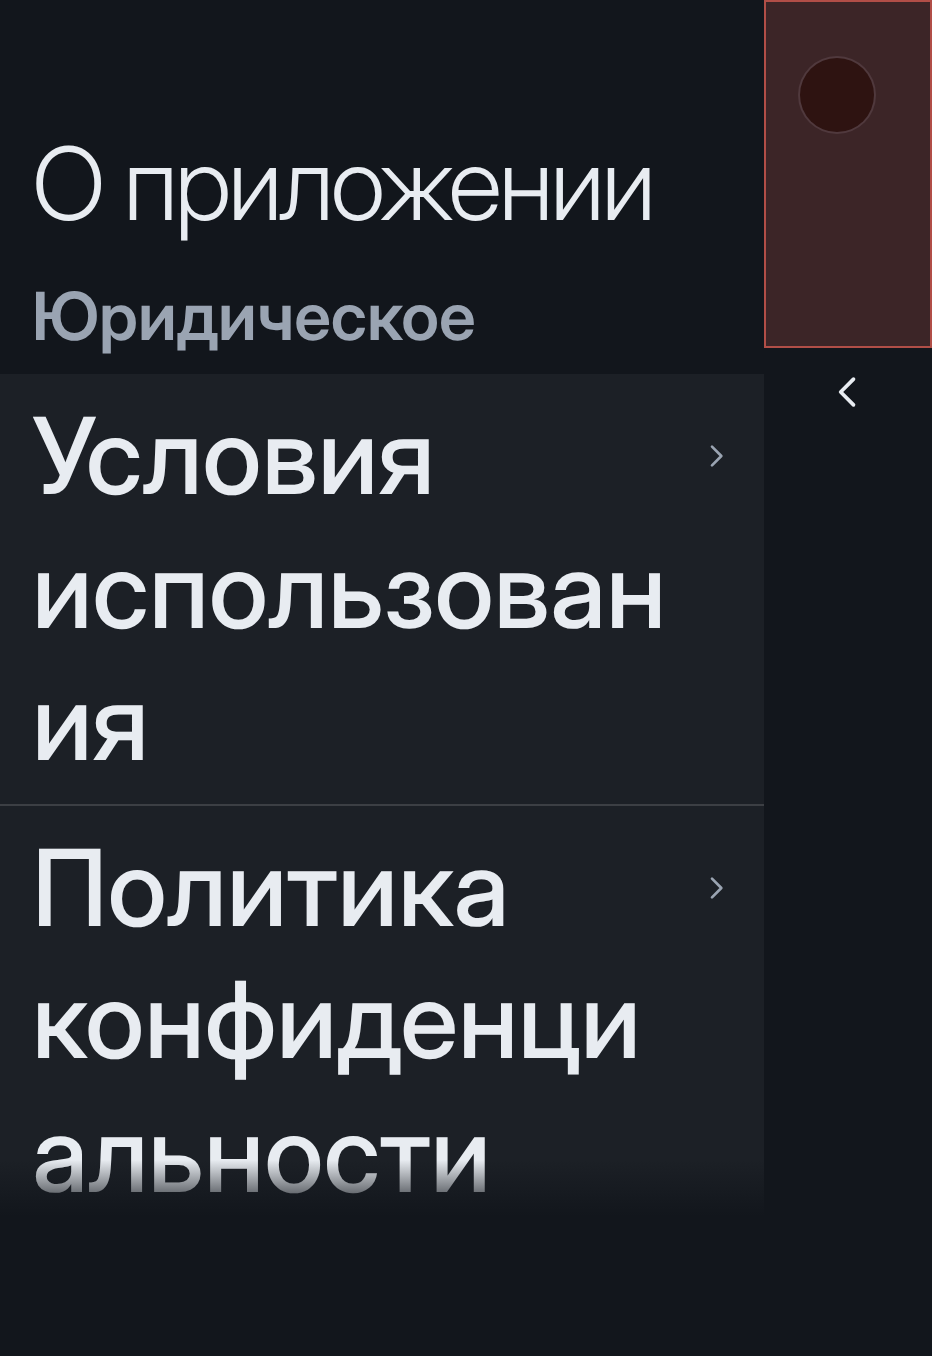 О приложении
Юридическое
Условия
использован
ия
Политика
конфиденци
альности